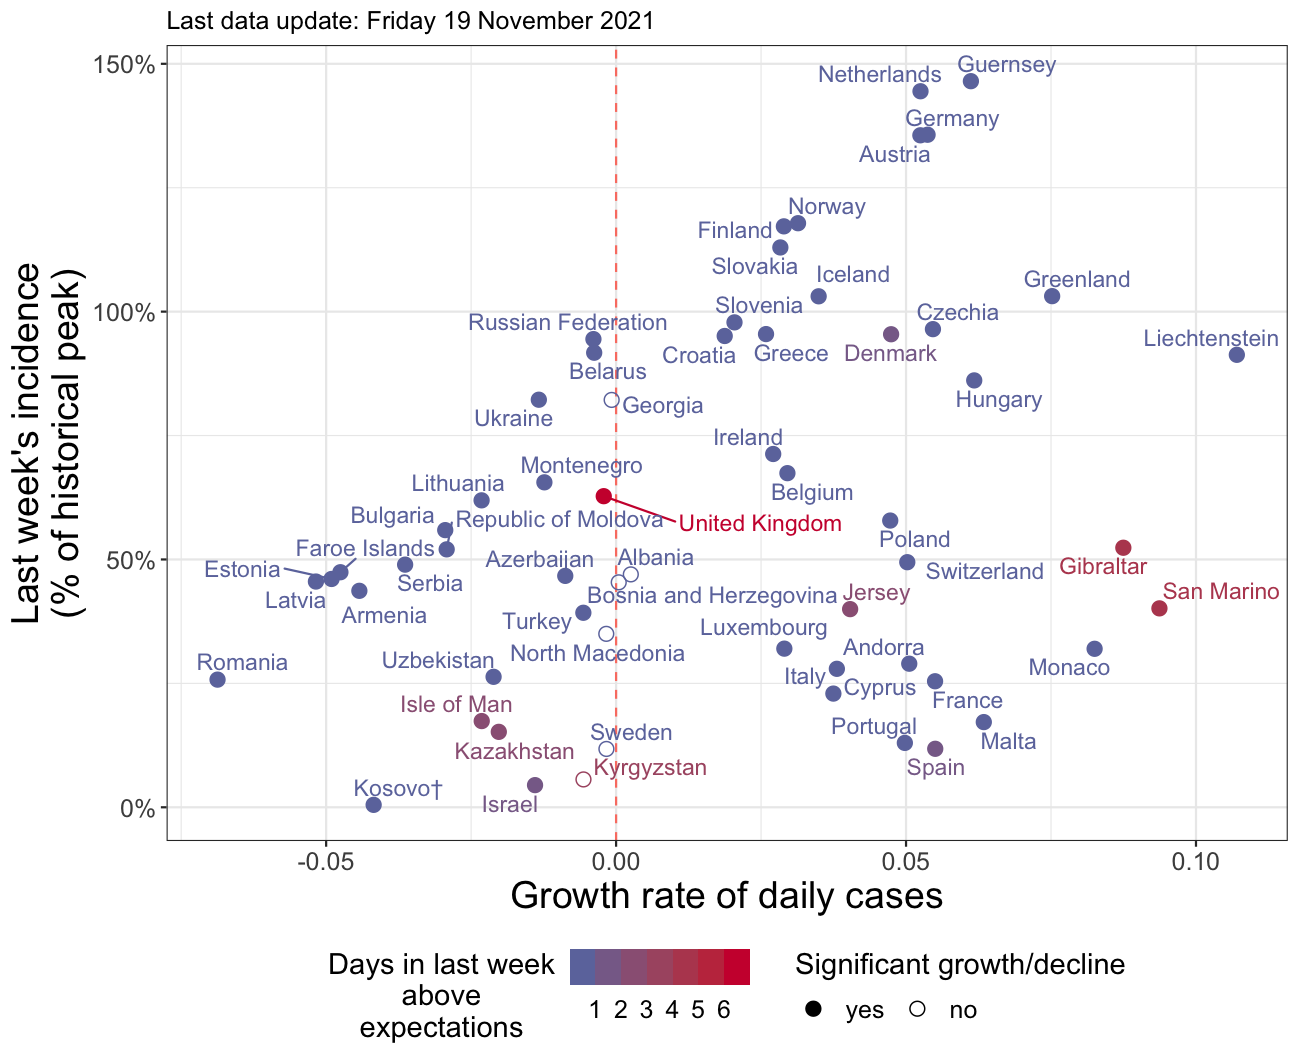 Last data update: Friday 19 November 2021
Last week's incidence
(% of historical peak)
150%
100%
50%
0%
Guernsey
Netherlands
Germany
Austria
Norway
Finland
Slovakia
Iceland
Greenland
Slovenia
Czechia
Russian Federation
Liechtenstein
Croatia
Greece
Denmark
Belarus
Hungary
Georgia
Ukraine
Ireland
Montenegro
Lithuania
Belgium
Bulgaria
Republic of Moldova
United Kingdom
Poland
Faroe Islands
Azerbaijan
Albania
Gibraltar
Estonia
Switzerland
Serbia
San Marino
Latvia
Bosnia and Herzegovina
Jersey
Armenia
Turkey
Luxembourg
Andorra
North Macedonia
Romania
Uzbekistan
Monaco
Italy
Cyprus
France
Isle of Man
Portugal
Sweden
Malta
Kazakhstan
Kyrgyzstan
Spain
Kosovo†
Israel
-0.05
0.00
0.05
0.10
Growth rate of daily cases
Days in last week
above
expectations
1 2 3 4 5 6
Significant growth/decline
yes
no